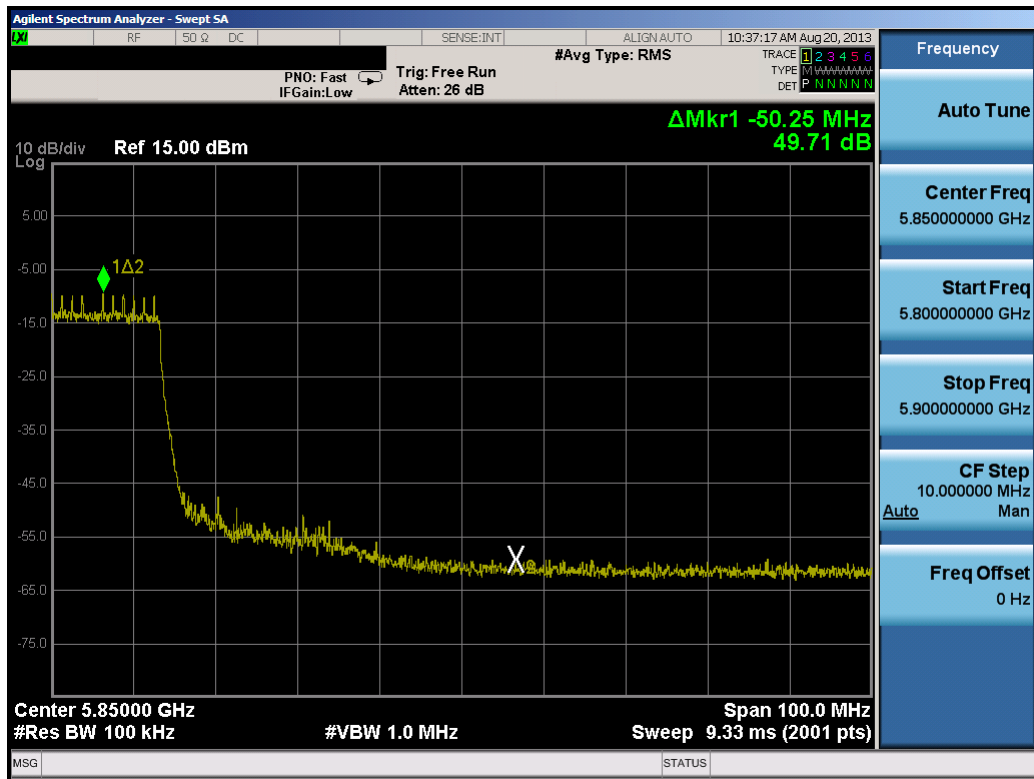 Agilent Spectrum Analyzer - Swept SA
LXI RF 50 Ω DC SENSE:INT ALIGN AUTO 10:37:17 AM Aug 20, 2013
PNO: Fast
IFGain:Low
Trig: Free Run
Atten: 26 dB
#Avg Type: RMS
TRACE 1 2 3 4 5 6
TYPE M WWWWW
DET P N N N N N
ΔMkr1 -50.25 MHz
49.71 dB
10 dB/div Ref 15.00 dBm
Log
5.00
-5.00
-15.0
-25.0
-35.0
-45.0
-55.0
-65.0
-75.0
1Δ2
X
Center 5.85000 GHz
#Res BW 100 kHz
#VBW 1.0 MHz
Span 100.0 MHz
Sweep 9.33 ms (2001 pts)
MSG
STATUS
Frequency
Auto Tune
Center Freq
5.850000000 GHz
Start Freq
5.800000000 GHz
Stop Freq
5.900000000 GHz
CF Step
10.000000 MHz
Auto Man
Freq Offset
0 Hz